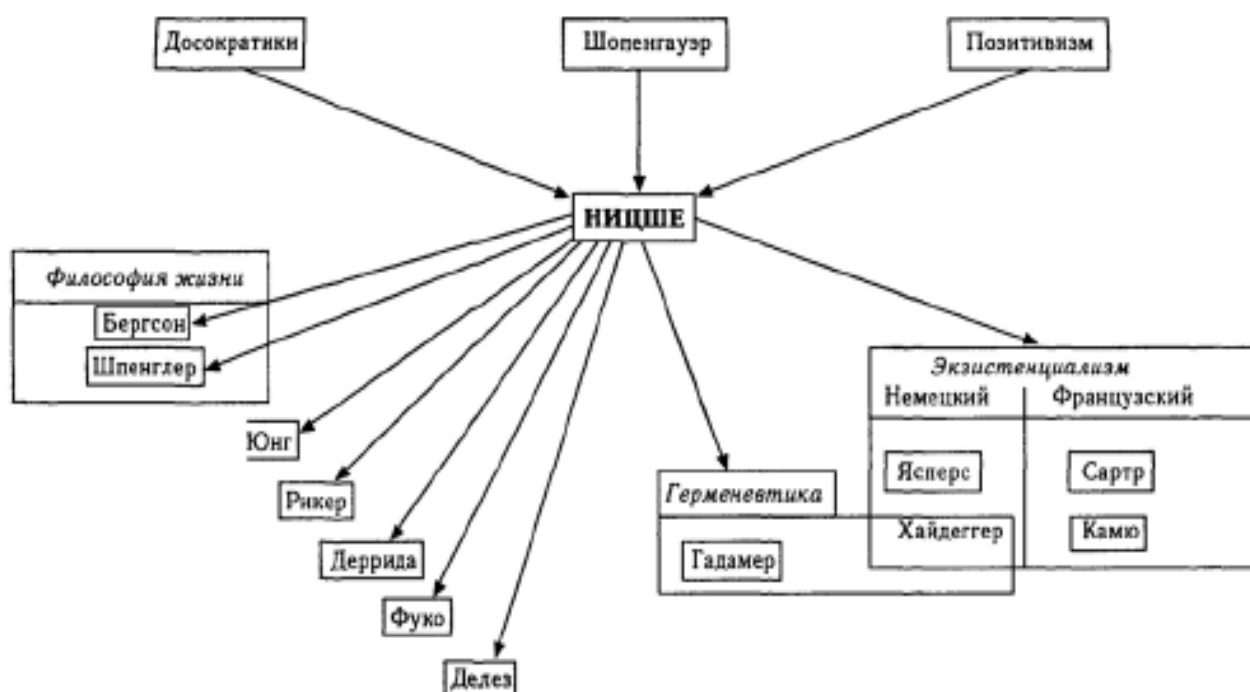 Досократики
Шопенгауэр
Позитивизм
НИЦШЕ
Философия жизни
Бергсон
Шпенглер
Юнг
Рикер
Деррида
Фуко
Делез
Герменевтика
Гадамер
Экзистенциализм
Немецкий
Французский
Ясперс
Сартр
Хайдеггер
Камю